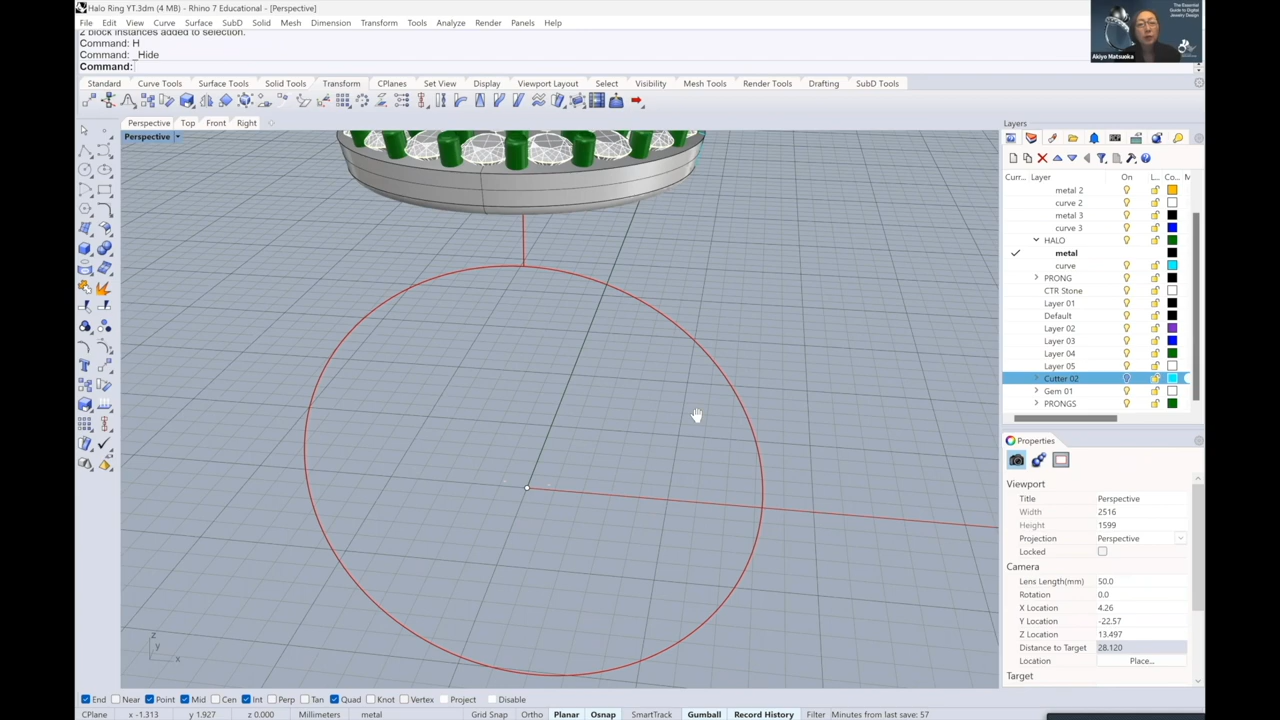 Halo Ring YT.3dm (4 MB) - Rhino 7 Educational - [Perspective]
File Edit View Curve Surface SubD Solid Mesh Dimension Transform Tools Analyze Render Panels Help
2 block instances added to selection.
Command: H
Command: _Hide
Command:
The Essential
Guide to Digital
Jewelry Design
Akiyo Matsuoka
Standard Curve Tools Surface Tools Solid Tools Transform CPlanes Set View Display Viewport Layout Select Visibility Mesh Tools Render Tools Drafting SubD Tools
Perspective Top Front Right
Perspective
Layers
Curr... Layer On L... Co... M
metal 2
curve 2
metal 3
curve 3
HALO
metal
curve
PRONG
CTR Stone
Layer 01
Default
Layer 02
Layer 03
Layer 04
Layer 05
Cutter 02
Gem 01
PRONGS
Properties
Viewport
Title Perspective
Width 2516
Height 1599
Projection Perspective
Locked
Camera
Lens Length(mm) 50.0
Rotation 0.0
X Location 4.26
Y Location -22.57
Z Location 13.497
Distance to Target 28.120
Location Place...
Target
z
y
x
End Near Point Mid Cen Int Perp Tan Quad Knot Vertex Project Disable
CPlane x -1.313 y 1.927 z 0.000 Millimeters metal Grid Snap Ortho Planar Osnap SmartTrack Gumball Record History Filter Minutes from last save: 57